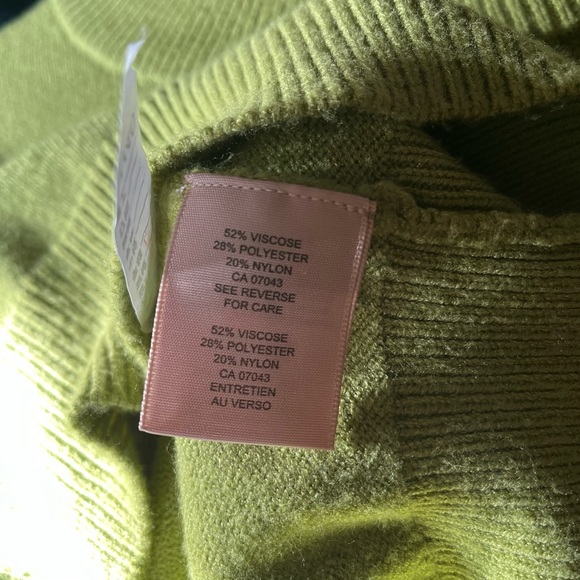 52% VISCOSE
28% POLYESTER
20% NYLON
CA 07043
SEE REVERSE
FOR CARE
52% VISCOSE
28% POLYESTER
20% NYLON
CA 07043
ENTRETIEN
AU VERSO